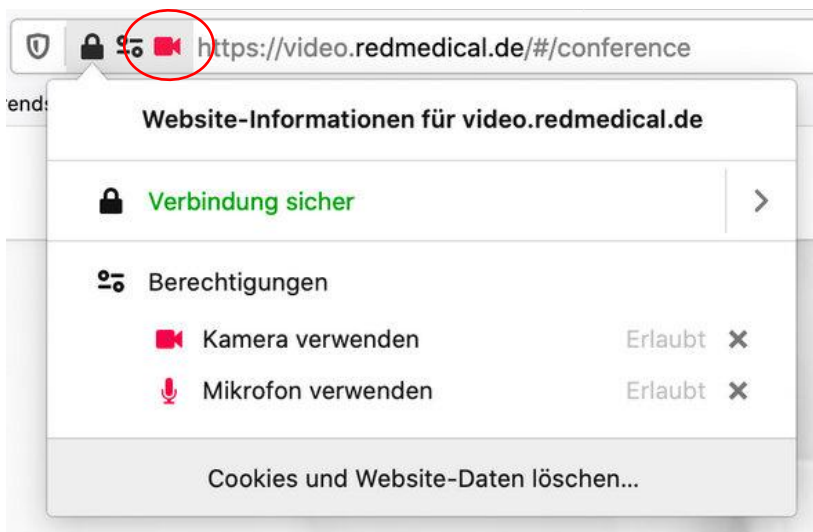 https://video.redmedical.de/#/conference
ends
Website-Informationen für video.redmedical.de
Verbindung sicher
Berechtigungen
Kamera verwenden Erlaubt
Mikrofon verwenden Erlaubt
Cookies und Website-Daten löschen...